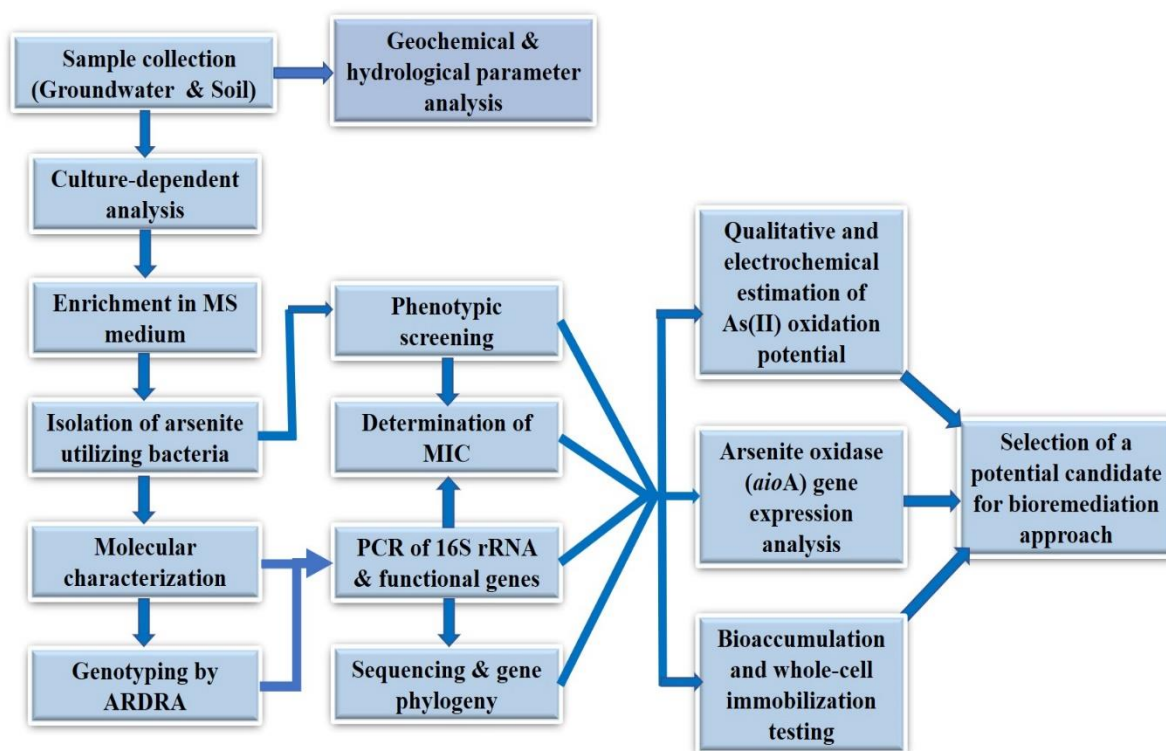 Sample collection
(Groundwater & Soil)
Geochemical &
hydrological parameter
analysis
Culture-dependent
analysis
Enrichment in MS
medium
Isolation of arsenite
utilizing bacteria
Molecular
characterization
Genotyping by
ARDRA
Phenotypic
screening
Determination of
MIC
PCR of 16S rRNA
& functional genes
Sequencing & gene
phylogeny
Qualitative and
electrochemical
estimation of
As(II) oxidation
potential
Arsenite oxidase
(aioA) gene
expression
analysis
Bioaccumulation
and whole-cell
immobilization
testing
Selection of a
potential candidate
for bioremediation
approach